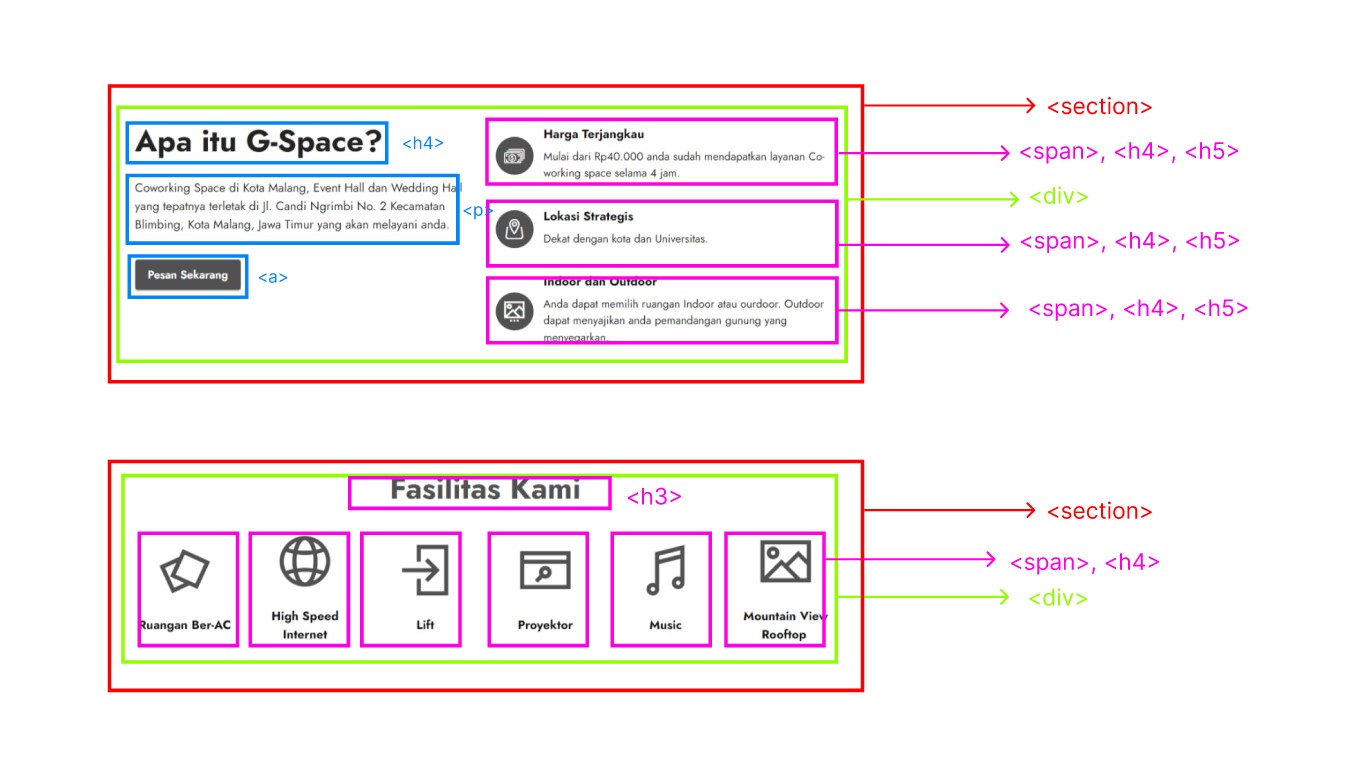 <section>
Apa itu G-Space?
<h4>
Coworking Space di Kota Malang, Event Hall dan Wedding Hall
yang tepatnya terletak di Jl. Candi Ngrimbi No. 2 Kecamatan
Blimbing, Kota Malang, Jawa Timur yang akan melayani anda.
<p>
Pesan Sekarang
<a>
Harga Terjangkau
Mulai dari Rp40.000 anda sudah mendapatkan layanan Co-
working space selama 4 jam.
<span>, <h4>, <h5>
<div>
Lokasi Strategis
Dekat dengan kota dan Universitas.
<span>, <h4>, <h5>
Indoor dan Outdoor
Anda dapat memilih ruangan Indoor atau ourdoor. Outdoor
dapat menyajikan anda pemandangan gunung yang
menyegarkan.
<span>, <h4>, <h5>
Fasilitas Kami
<h3>
<section>
Ruangan Ber-AC
High Speed
Internet
Lift
Proyektor
Music
Mountain View
Rooftop
<span>, <h4>
<div>